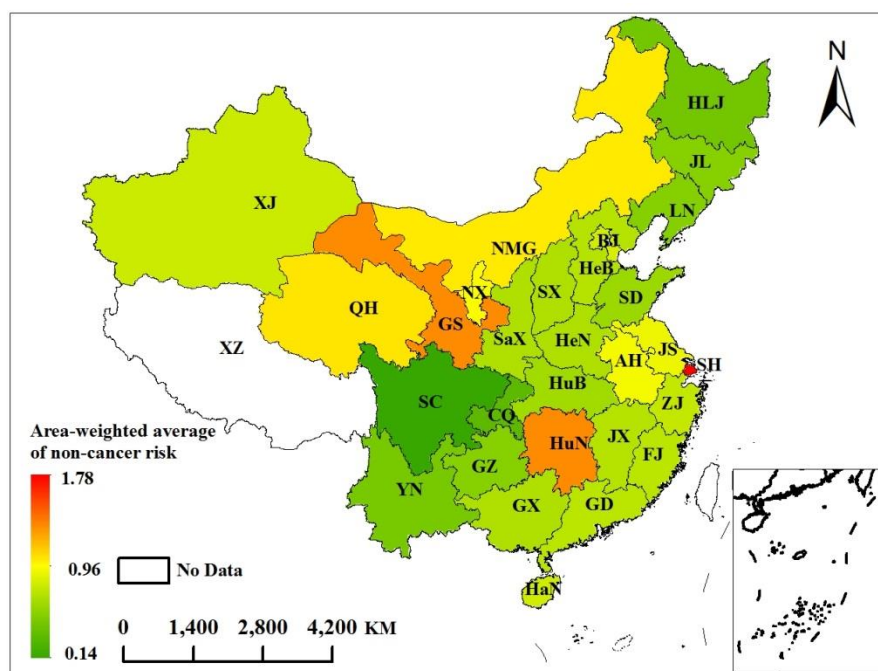 N
HLJ
JL
LN
XJ
NMG
BJ
HeB
NX
SX
SD
QH
GS
XZ
SaX
HeN
JS
AH
SH
HuB
SC
CQ
ZJ
HuN
JX
FJ
GZ
YN
GX
GD
HaN
Area-weighted average
of non-cancer risk
1.78
0.96
0.14
No Data
0 1,400 2,800 4,200 KM